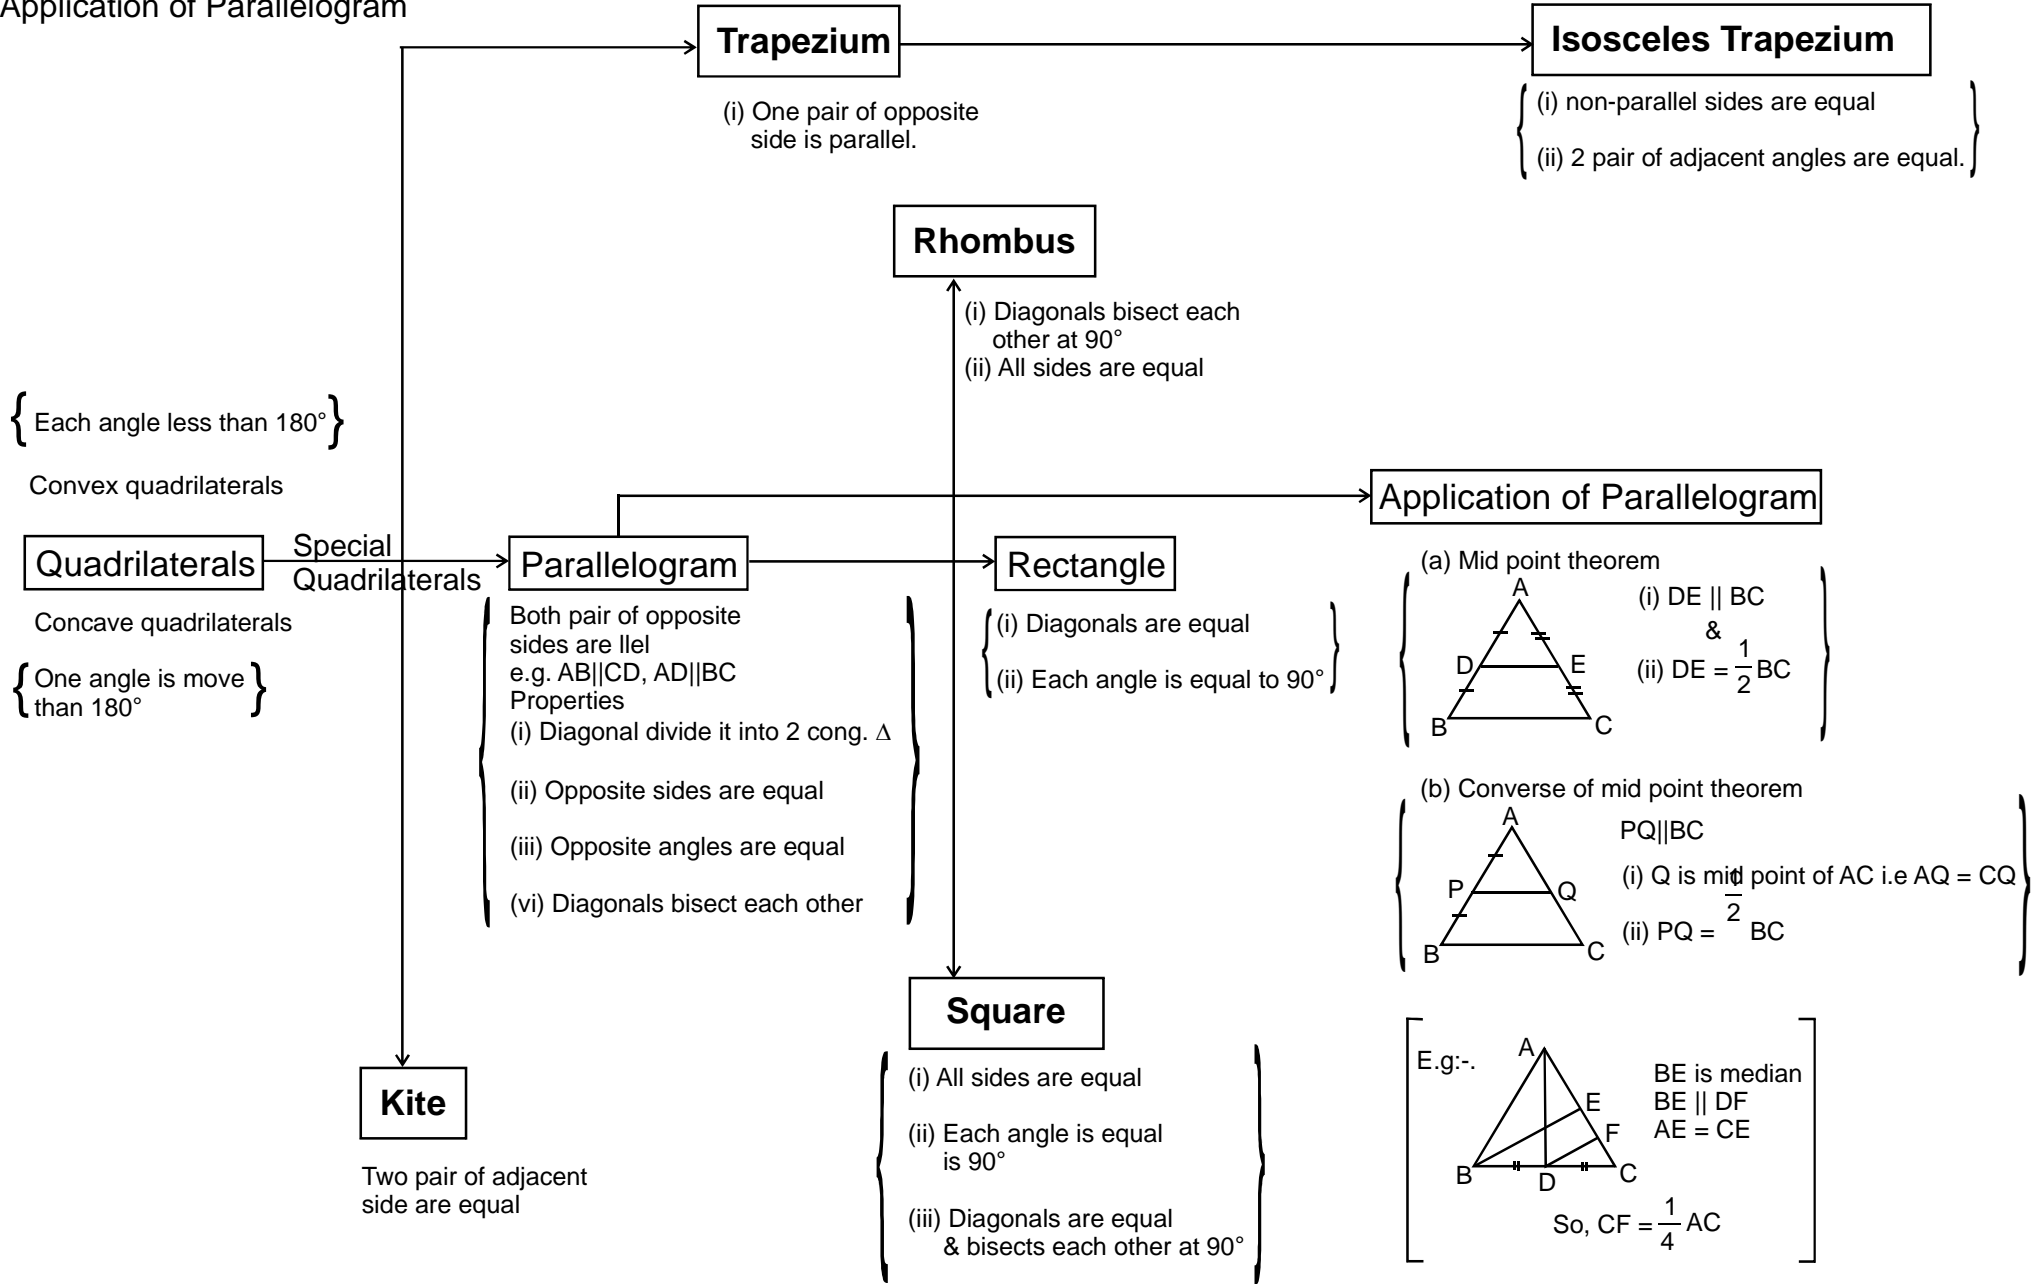 Application of Parallelogram
Trapezium
(i) One pair of opposite
side is parallel.
Isosceles Trapezium
(i) non-parallel sides are equal
(ii) 2 pair of adjacent angles are equal.
Rhombus
(i) Diagonals bisect each
other at 90°
(ii) All sides are equal
{ Each angle less than 180° }
Convex quadrilaterals
Quadrilaterals
Concave quadrilaterals
{ One angle is move
than 180° }
Special
Quadrilaterals
Parallelogram
Both pair of opposite
sides are llel
e.g. AB||CD, AD||BC
Properties
(i) Diagonal divide it into 2 cong. Δ
(ii) Opposite sides are equal
(iii) Opposite angles are equal
(vi) Diagonals bisect each other
Rectangle
(i) Diagonals are equal
(ii) Each angle is equal to 90°
Application of Parallelogram
(a) Mid point theorem
A
D
E
B
C
(i) DE || BC
&
(ii) DE = 1/2 BC
(b) Converse of mid point theorem
A
P
Q
B
C
PQ||BC
(i) Q is mid point of AC i.e AQ = CQ
(ii) PQ = 1/2 BC
E.g:-.
A
E
F
B
D
C
BE is median
BE || DF
AE = CE
So, CF = 1/4 AC
Square
(i) All sides are equal
(ii) Each angle is equal
is 90°
(iii) Diagonals are equal
& bisects each other at 90°
Kite
Two pair of adjacent
side are equal